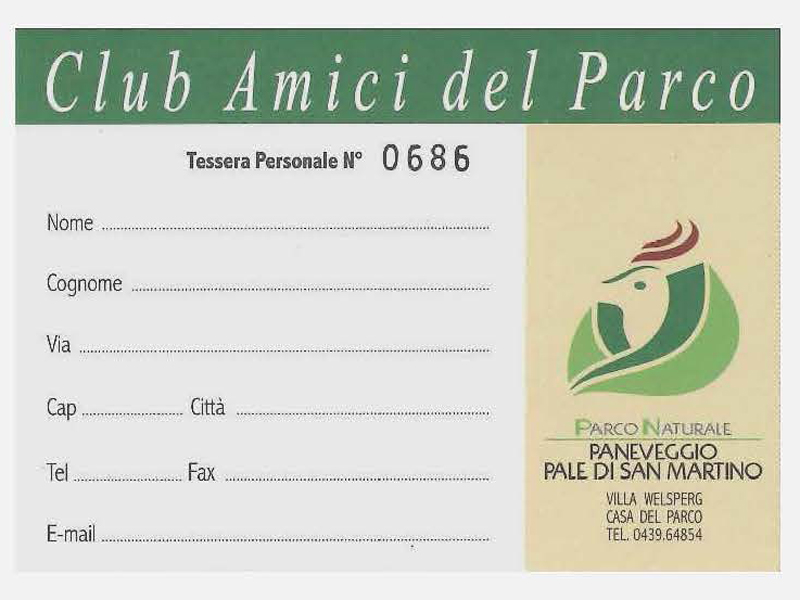 Club Amici del Parco
Tessera Personale N° 0686
Nome
Cognome
Via
Cap Città
Tel Fax
E-mail
PARCO NATURALE
PANEVEGGIO
PALE DI SAN MARTINO
VILLA WELSPERG
CASA DEL PARCO
TEL. 0439.64854